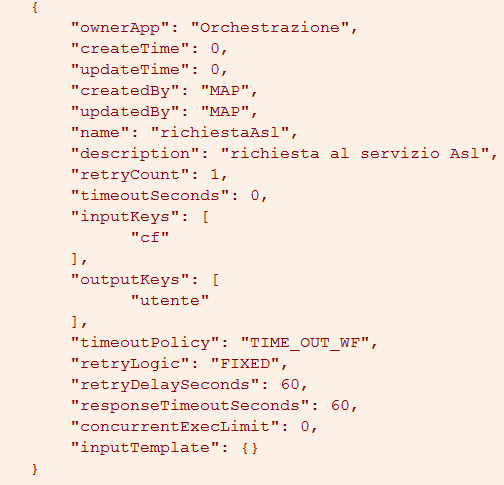 {
"ownerApp": "Orchestrazione",
"createTime": 0,
"updateTime": 0,
"createdBy": "MAP",
"updatedBy": "MAP",
"name": "richiestaAsl",
"description": "richiesta al servizio Asl",
"retryCount": 1,
"timeoutSeconds": 0,
"inputKeys": [
"cf"
],
"outputKeys": [
"utente"
],
"timeoutPolicy": "TIME_OUT_WF",
"retryLogic": "FIXED",
"retryDelaySeconds": 60,
"responseTimeoutSeconds": 60,
"concurrentExecLimit": 0,
"inputTemplate": {}
}